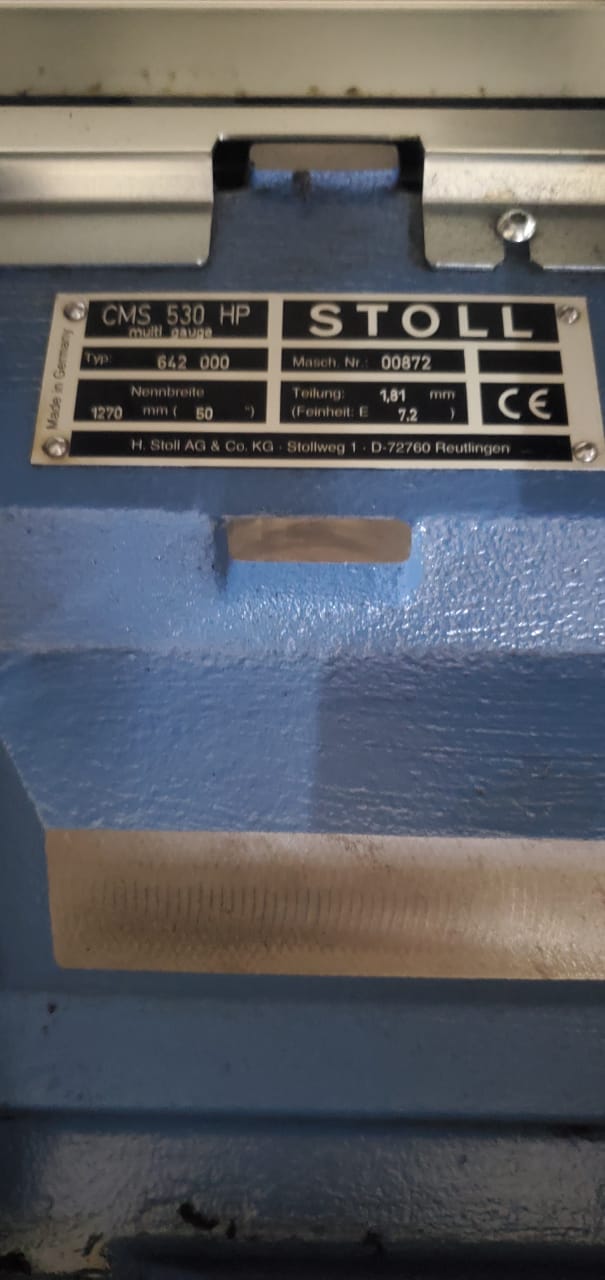 CMS 530 HP
multi gauge
STOLL
Made in Germany
Typ: 642 000
Masch. Nr.: 00872
Nennbreite
1270 mm ( 50 ")
Teilung: 1,81 mm
(Feinheit: E 7.2 )
CE
H. Stoll AG & Co. KG · Stollweg 1 · D-72760 Reutlingen